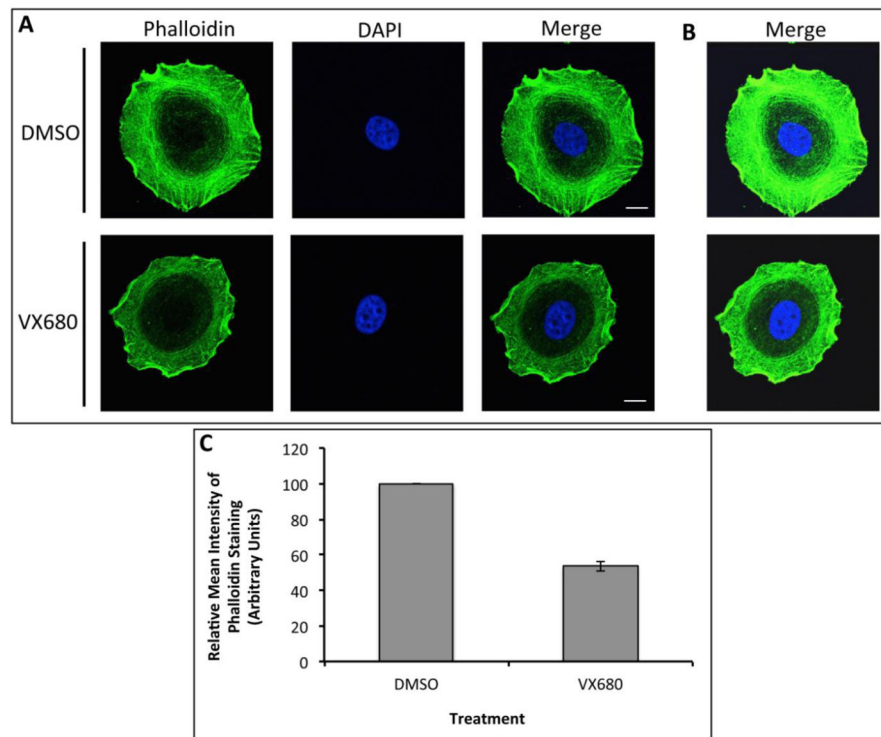 A
Phalloidin DAPI Merge
B
Merge
DMSO
VX680
C
Relative Mean Intensity of
Phalloidin Staining
(Arbitrary Units)
120
100
80
60
40
20
0
DMSO VX680
Treatment